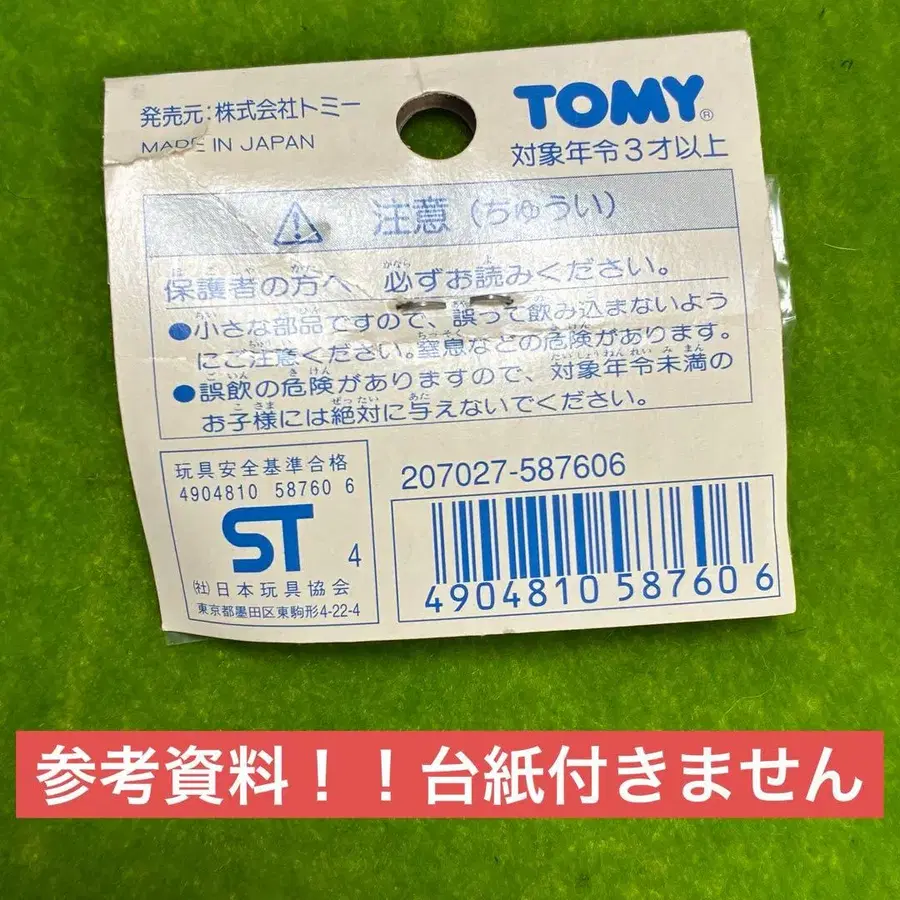 発売元:株式会社トミー
MADE IN JAPAN
TOMY®
対象年令3才以上
注意(ちゅうい)
保護者の方へ 必ずお読みください。
●小さな部品ですので、誤って飲み込まないよう
にご注意ください。窒息などの危険があります。
●誤飲の危険がありますので、対象年令未満の
お子様には絶対に与えないでください。
玩具安全基準合格
4904810 58760 6
ST 4
㈳日本玩具協会
東京都墨田区東駒形4-22-4
207027-587606
4904810 587606
参考資料!!台紙付きません